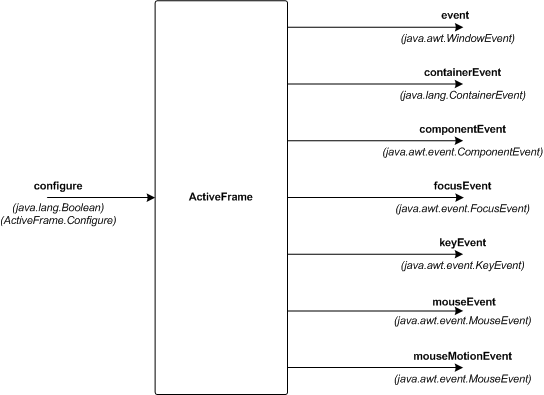 event
(java.awt.WindowEvent)
containerEvent
(java.lang.ContainerEvent)
componentEvent
(java.awt.event.ComponentEvent)
configure
(java.lang.Boolean)
(ActiveFrame.Configure)
ActiveFrame
focusEvent
(java.awt.event.FocusEvent)
keyEvent
(java.awt.event.KeyEvent)
mouseEvent
(java.awt.event.MouseEvent)
mouseMotionEvent
(java.awt.event.MouseEvent)